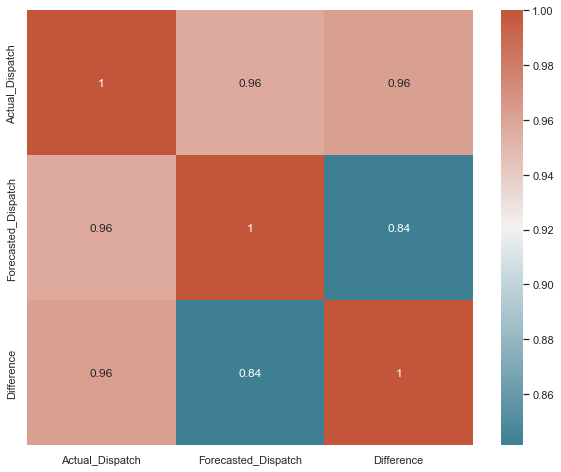 Actual_Dispatch
1
0.96
0.96
Forecasted_Dispatch
0.96
1
0.84
Difference
0.96
0.84
1
Actual_Dispatch
Forecasted_Dispatch
Difference
1.00
0.98
0.96
0.94
0.92
0.90
0.88
0.86